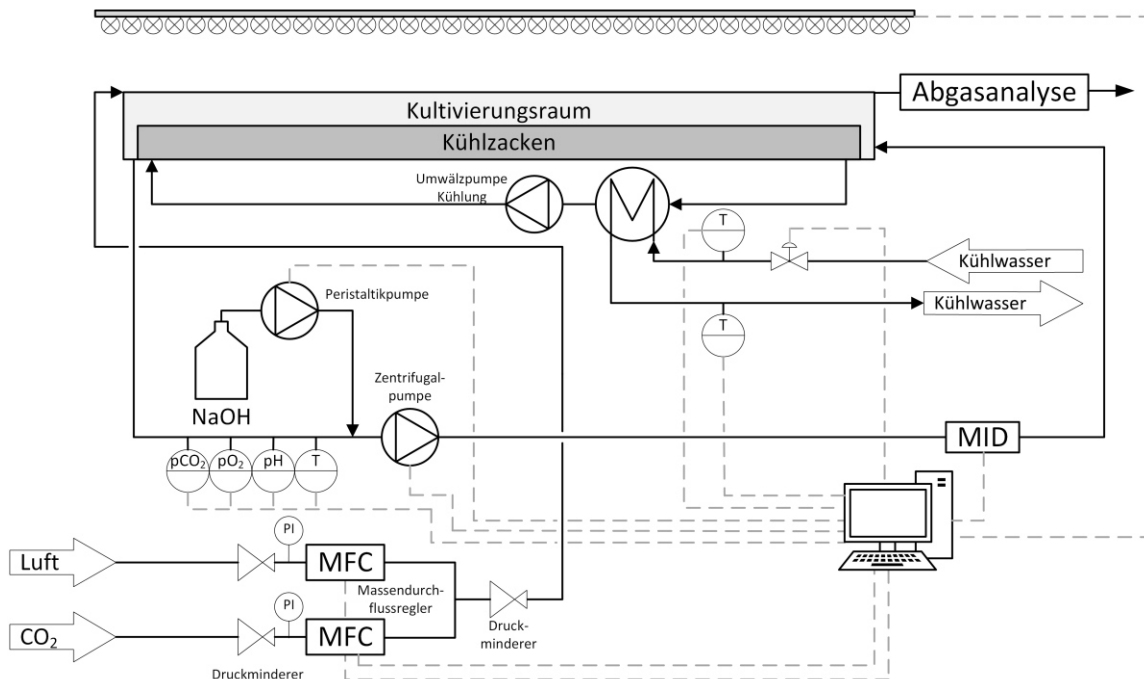 Abgasanalyse
Kultivierungsraum
Kühlzacken
Umwälzpumpe
Kühlung
T
Kühlwasser
Peristaltikpumpe
Kühlwasser
T
Zentrifugal-
pumpe
NaOH
MID
pCO₂ pO₂ pH T
PI
Luft
MFC
Massendurch-
flussregler
PI
Druck-
minderer
CO₂
MFC
Druckminderer